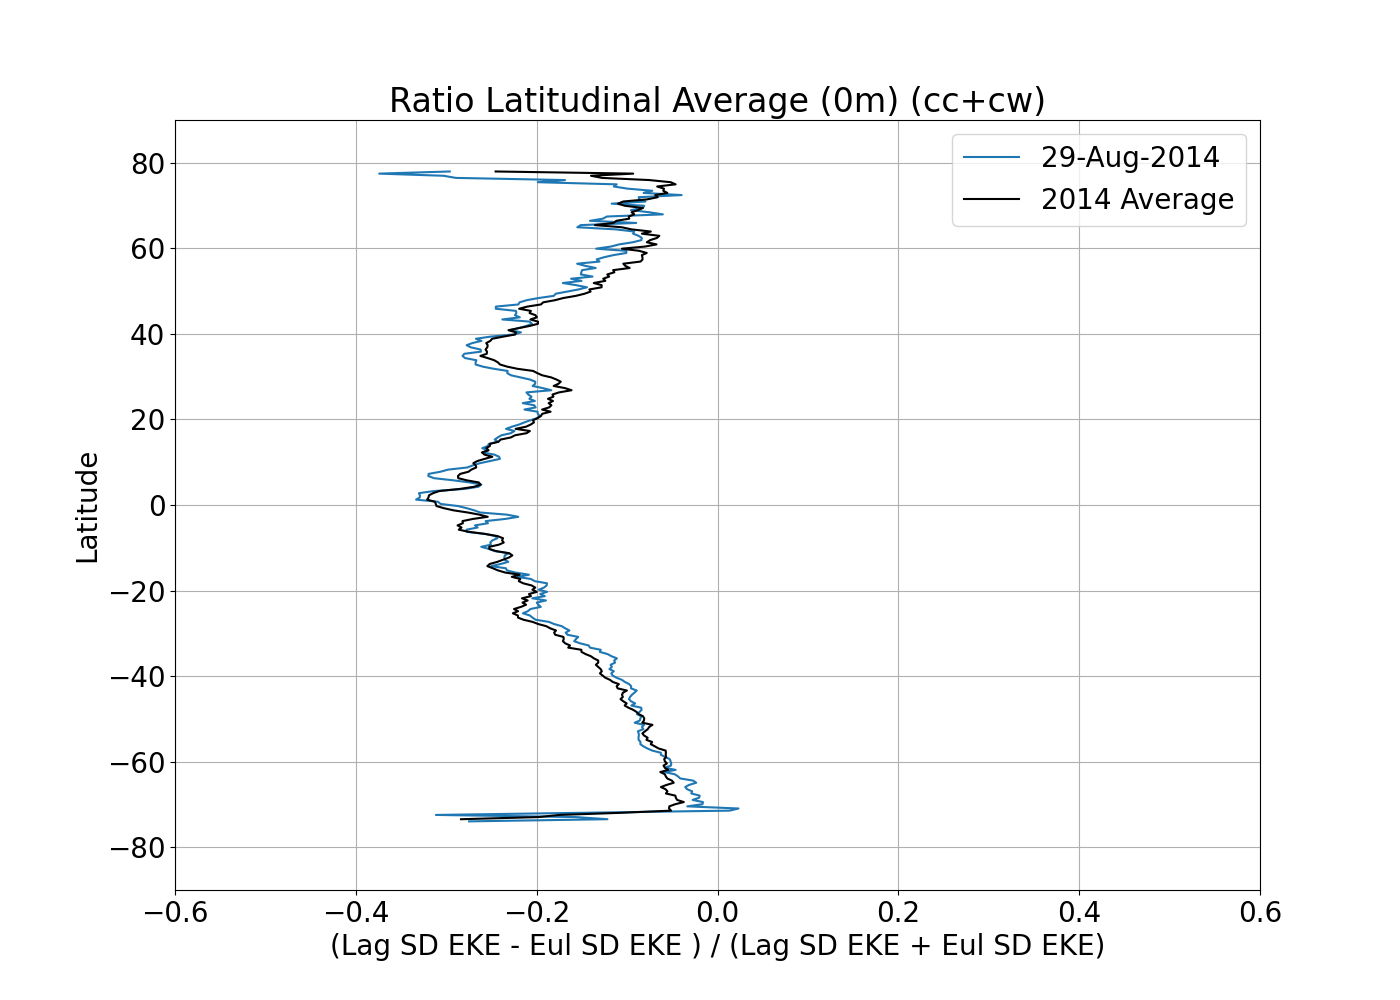 Ratio Latitudinal Average (0m) (cc+cw)
29-Aug-2014
2014 Average
80
60
40
20
0
−20
−40
−60
−80
Latitude
−0.6 −0.4 −0.2 0.0 0.2 0.4 0.6
(Lag SD EKE - Eul SD EKE ) / (Lag SD EKE + Eul SD EKE)